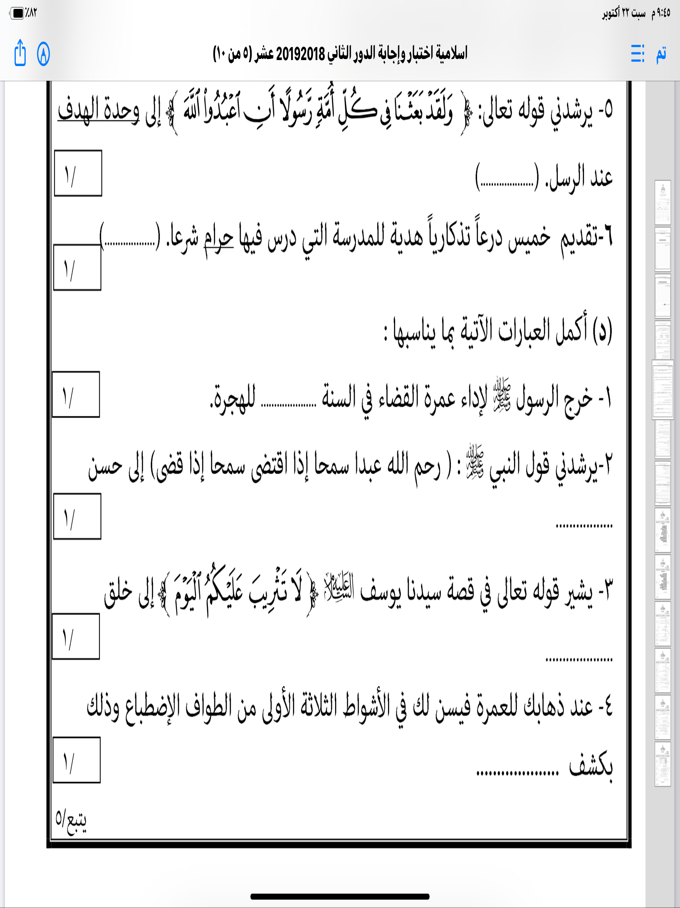 ٩:٤٥ م سبت ٢٢ أكتوبر
٨٢٪
تم
اسلامية اختبار وإجابة الدور الثاني 20192018 عشر (٥ من ١٠)
٥- يرشدني قوله تعالى: ﴿ وَلَقَدْ بَعَثْنَا فِي كُلِّ أُمَّةٍ رَّسُولًا أَنِ اعْبُدُوا اللَّهَ ﴾ إلى وحدة الهدف
عند الرسل. (..................)
/١
٦-تقديم خميس درعاً تذكارياً هدية للمدرسة التي درس فيها حرام شرعا. (..................)
/١
(د) أكمل العبارات الآتية بما يناسبها :
١- خرج الرسول ﷺ لإداء عمرة القضاء في السنة .................. للهجرة.
/١
٢-يرشدني قول النبي ﷺ : ( رحم الله عبدا سمحا إذا اقتضى سمحا إذا قضى) إلى حسن
.................
/١
٣- يشير قوله تعالى في قصة سيدنا يوسف عليه السلام ﴿ لَا تَثْرِيبَ عَلَيْكُمُ الْيَوْمَ ﴾ إلى خلق
....................
/١
٤- عند ذهابك للعمرة فيسن لك في الأشواط الثلاثة الأولى من الطواف الإضطباع وذلك
بكشف ....................
/١
يتبع/٥